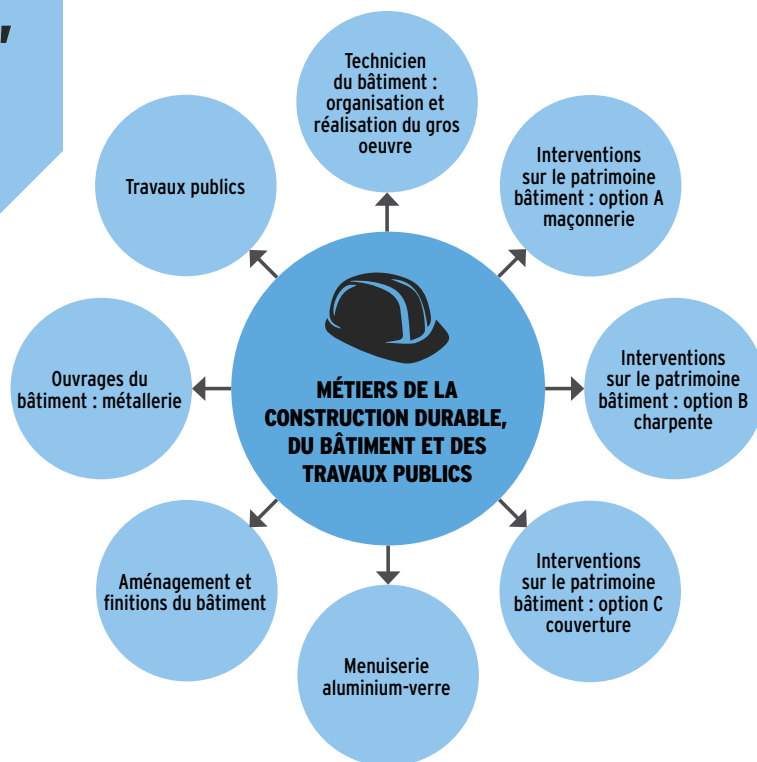 Technicien
du bâtiment :
organisation et
réalisation du gros
oeuvre
Interventions
sur le patrimoine
bâtiment : option A
maçonnerie
Interventions
sur le patrimoine
bâtiment : option B
charpente
Interventions
sur le patrimoine
bâtiment : option C
couverture
Menuiserie
aluminium-verre
Aménagement et
finitions du bâtiment
Ouvrages du
bâtiment : métallerie
Travaux publics
MÉTIERS DE LA
CONSTRUCTION DURABLE,
DU BÂTIMENT ET DES
TRAVAUX PUBLICS